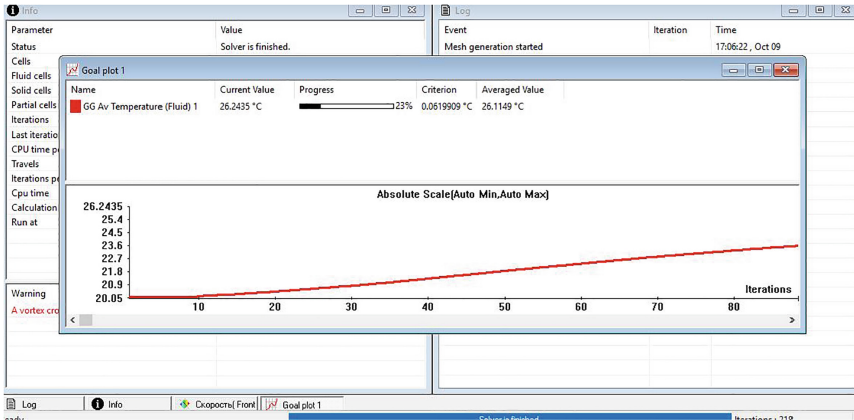 Info
Parameter Value
Status Solver is finished.
Cells
Fluid cells
Solid cells
Partial cells
Iterations
Last iteratio
CPU time p
Travels
Iterations p
Cpu time
Calculation
Run at
Warning
A vortex cro
Log
Event Iteration Time
Mesh generation started 17:06:22 , Oct 09
Goal plot 1
Name Current Value Progress Criterion Averaged Value
GG Av Temperature (Fluid) 1 26.2435 °C 23% 0.0619909 °C 26.1149 °C
Absolute Scale(Auto Min,Auto Max)
26.2435
25.4
24.5
23.6
22.7
21.8
20.9
20.05
10 20 30 40 50 60 70 80
Iterations
Log Info Скорость( Front Goal plot 1
Solver is finished.
Iterations : 218